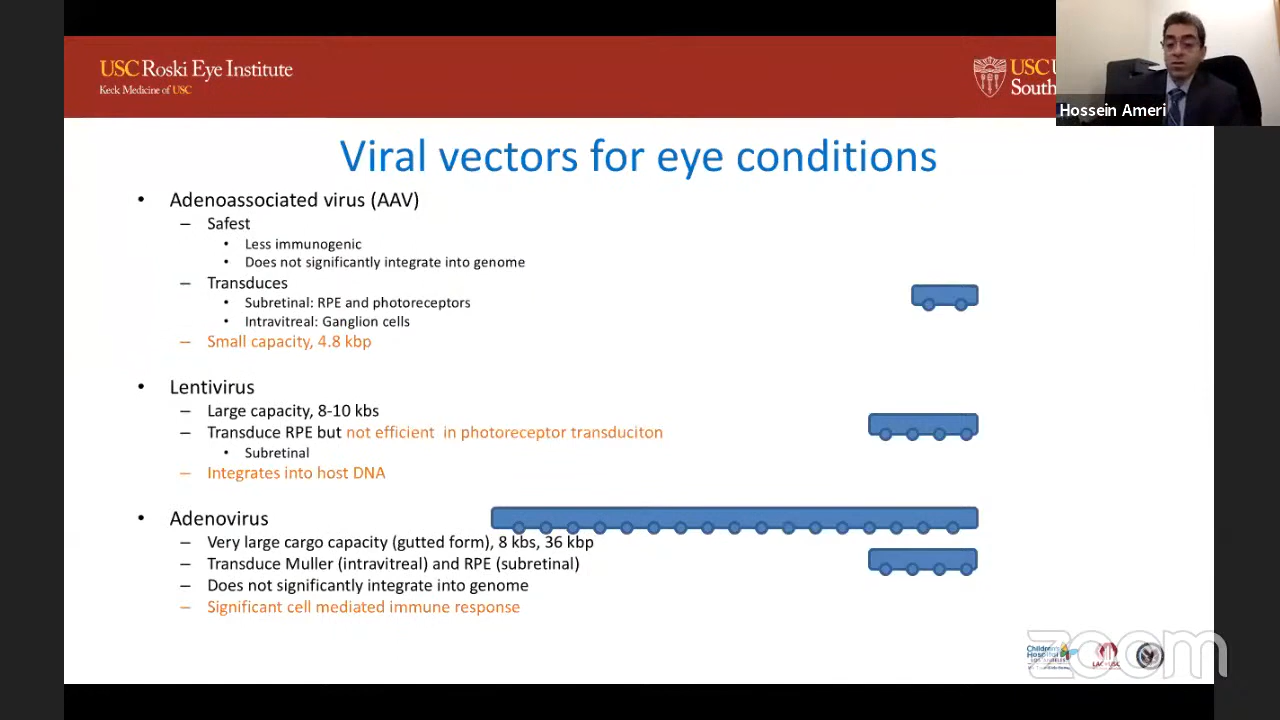 USC Roski Eye Institute
Keck Medicine of USC
USC
South
Hossein Ameri
Viral vectors for eye conditions
• Adenoassociated virus (AAV)
– Safest
• Less immunogenic
• Does not significantly integrate into genome
– Transduces
• Subretinal: RPE and photoreceptors
• Intravitreal: Ganglion cells
– Small capacity, 4.8 kbp
• Lentivirus
– Large capacity, 8-10 kbs
– Transduce RPE but not efficient in photoreceptor transduciton
• Subretinal
– Integrates into host DNA
• Adenovirus
– Very large cargo capacity (gutted form), 8 kbs, 36 kbp
– Transduce Muller (intravitreal) and RPE (subretinal)
– Does not significantly integrate into genome
– Significant cell mediated immune response
Children's
Hospital
zoom